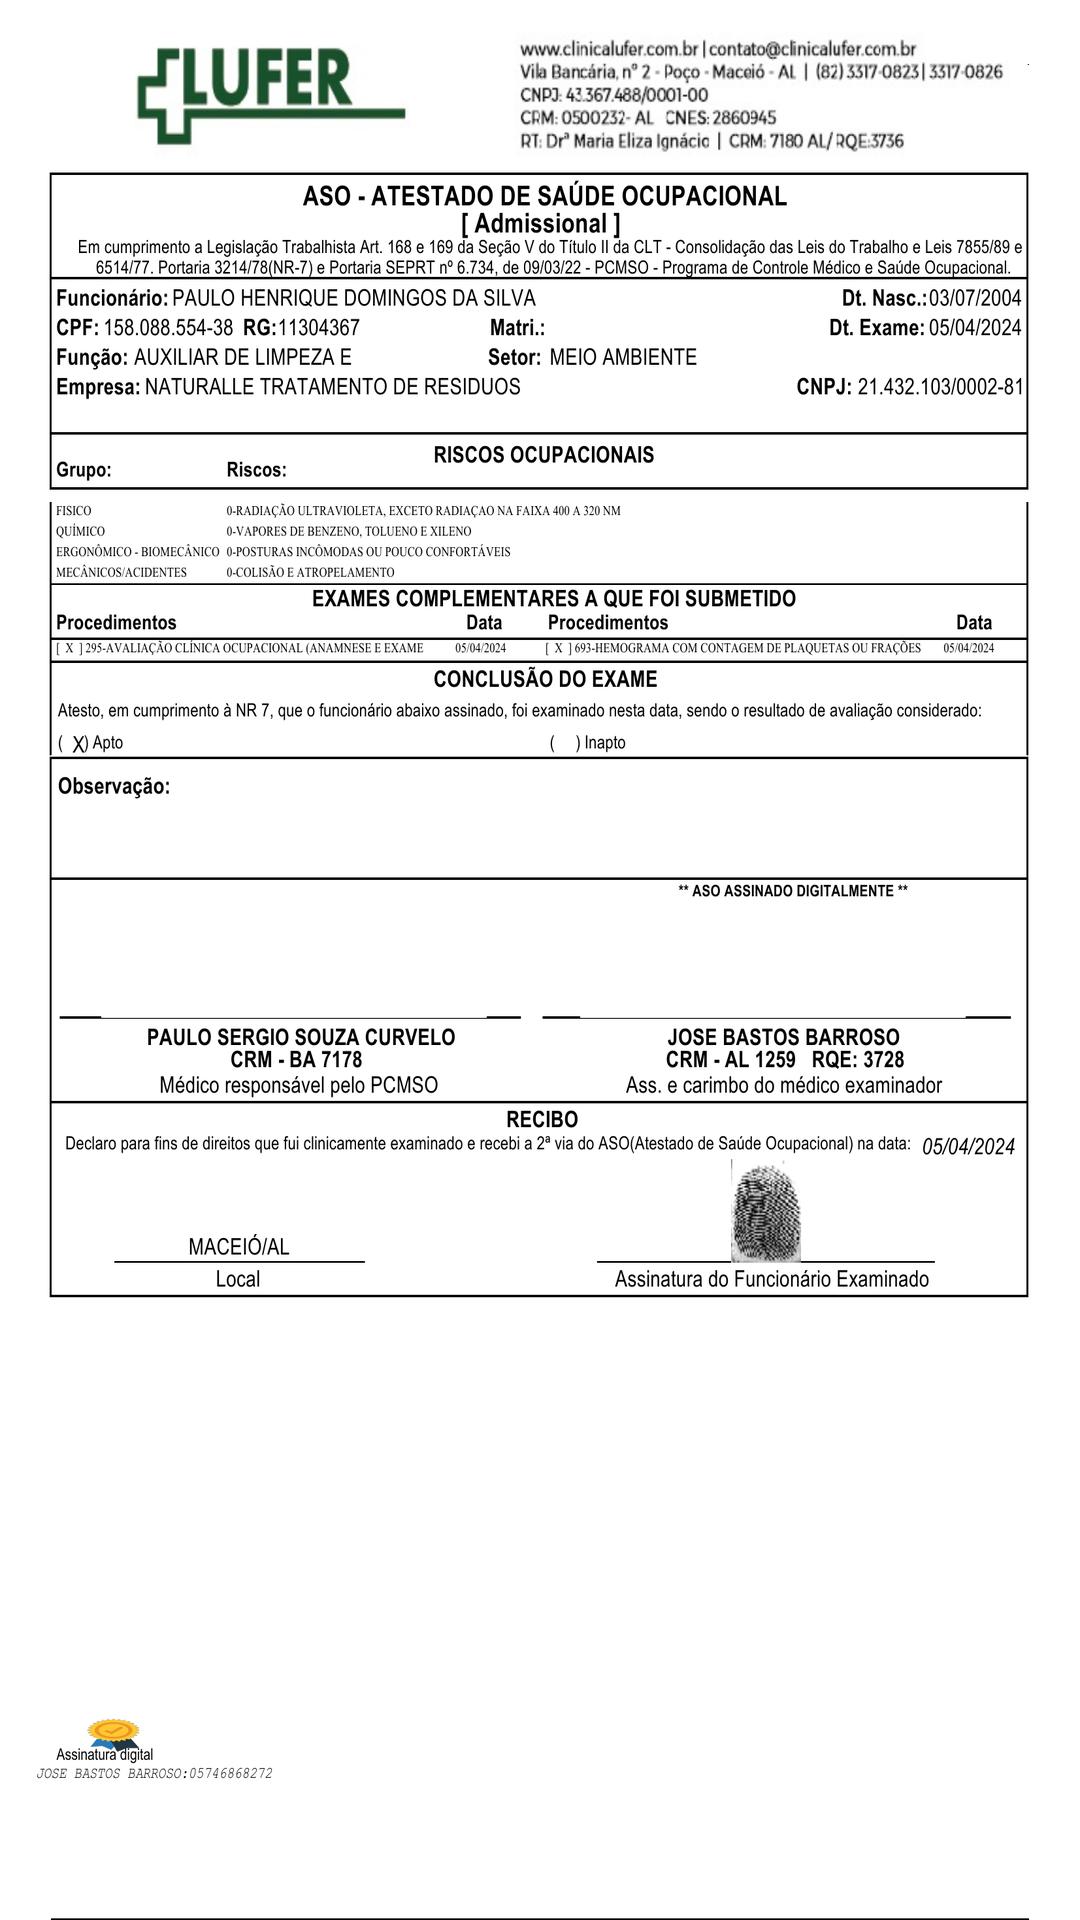 LUFER
www.clinicalufer.com.br | contato@clinicalufer.com.br
Vila Bancária, nº 2 - Poço - Maceió - AL | (82) 3317-0823 | 3317-0826
CNPJ: 43.367.488/0001-00
CRM: 0500232- AL CNES: 2860945
RT: Drª Maria Eliza Ignácio | CRM: 7180 AL/ RQE:3736
ASO - ATESTADO DE SAÚDE OCUPACIONAL
[ Admissional ]
Em cumprimento a Legislação Trabalhista Art. 168 e 169 da Seção V do Título II da CLT - Consolidação das Leis do Trabalho e Leis 7855/89 e
6514/77. Portaria 3214/78(NR-7) e Portaria SEPRT nº 6.734, de 09/03/22 - PCMSO - Programa de Controle Médico e Saúde Ocupacional.
Funcionário: PAULO HENRIQUE DOMINGOS DA SILVA Dt. Nasc.: 03/07/2004
CPF: 158.088.554-38 RG: 11304367 Matri.: Dt. Exame: 05/04/2024
Função: AUXILIAR DE LIMPEZA E Setor: MEIO AMBIENTE
Empresa: NATURALLE TRATAMENTO DE RESIDUOS CNPJ: 21.432.103/0002-81
RISCOS OCUPACIONAIS
Grupo: Riscos:
FISICO 0-RADIAÇÃO ULTRAVIOLETA, EXCETO RADIAÇAO NA FAIXA 400 A 320 NM
QUÍMICO 0-VAPORES DE BENZENO, TOLUENO E XILENO
ERGONÔMICO - BIOMECÂNICO 0-POSTURAS INCÔMODAS OU POUCO CONFORTÁVEIS
MECÂNICOS/ACIDENTES 0-COLISÃO E ATROPELAMENTO
EXAMES COMPLEMENTARES A QUE FOI SUBMETIDO
Procedimentos Data Procedimentos Data
[ X ] 295-AVALIAÇÃO CLÍNICA OCUPACIONAL (ANAMNESE E EXAME 05/04/2024 [ X ] 693-HEMOGRAMA COM CONTAGEM DE PLAQUETAS OU FRAÇÕES 05/04/2024
CONCLUSÃO DO EXAME
Atesto, em cumprimento à NR 7, que o funcionário abaixo assinado, foi examinado nesta data, sendo o resultado de avaliação considerado:
( X) Apto ( ) Inapto
Observação:
** ASO ASSINADO DIGITALMENTE **
PAULO SERGIO SOUZA CURVELO JOSE BASTOS BARROSO
CRM - BA 7178 CRM - AL 1259 RQE: 3728
Médico responsável pelo PCMSO Ass. e carimbo do médico examinador
RECIBO
Declaro para fins de direitos que fui clinicamente examinado e recebi a 2ª via do ASO(Atestado de Saúde Ocupacional) na data: 05/04/2024
MACEIÓ/AL
Local Assinatura do Funcionário Examinado
Assinatura digital
JOSE BASTOS BARROSO:05746868272